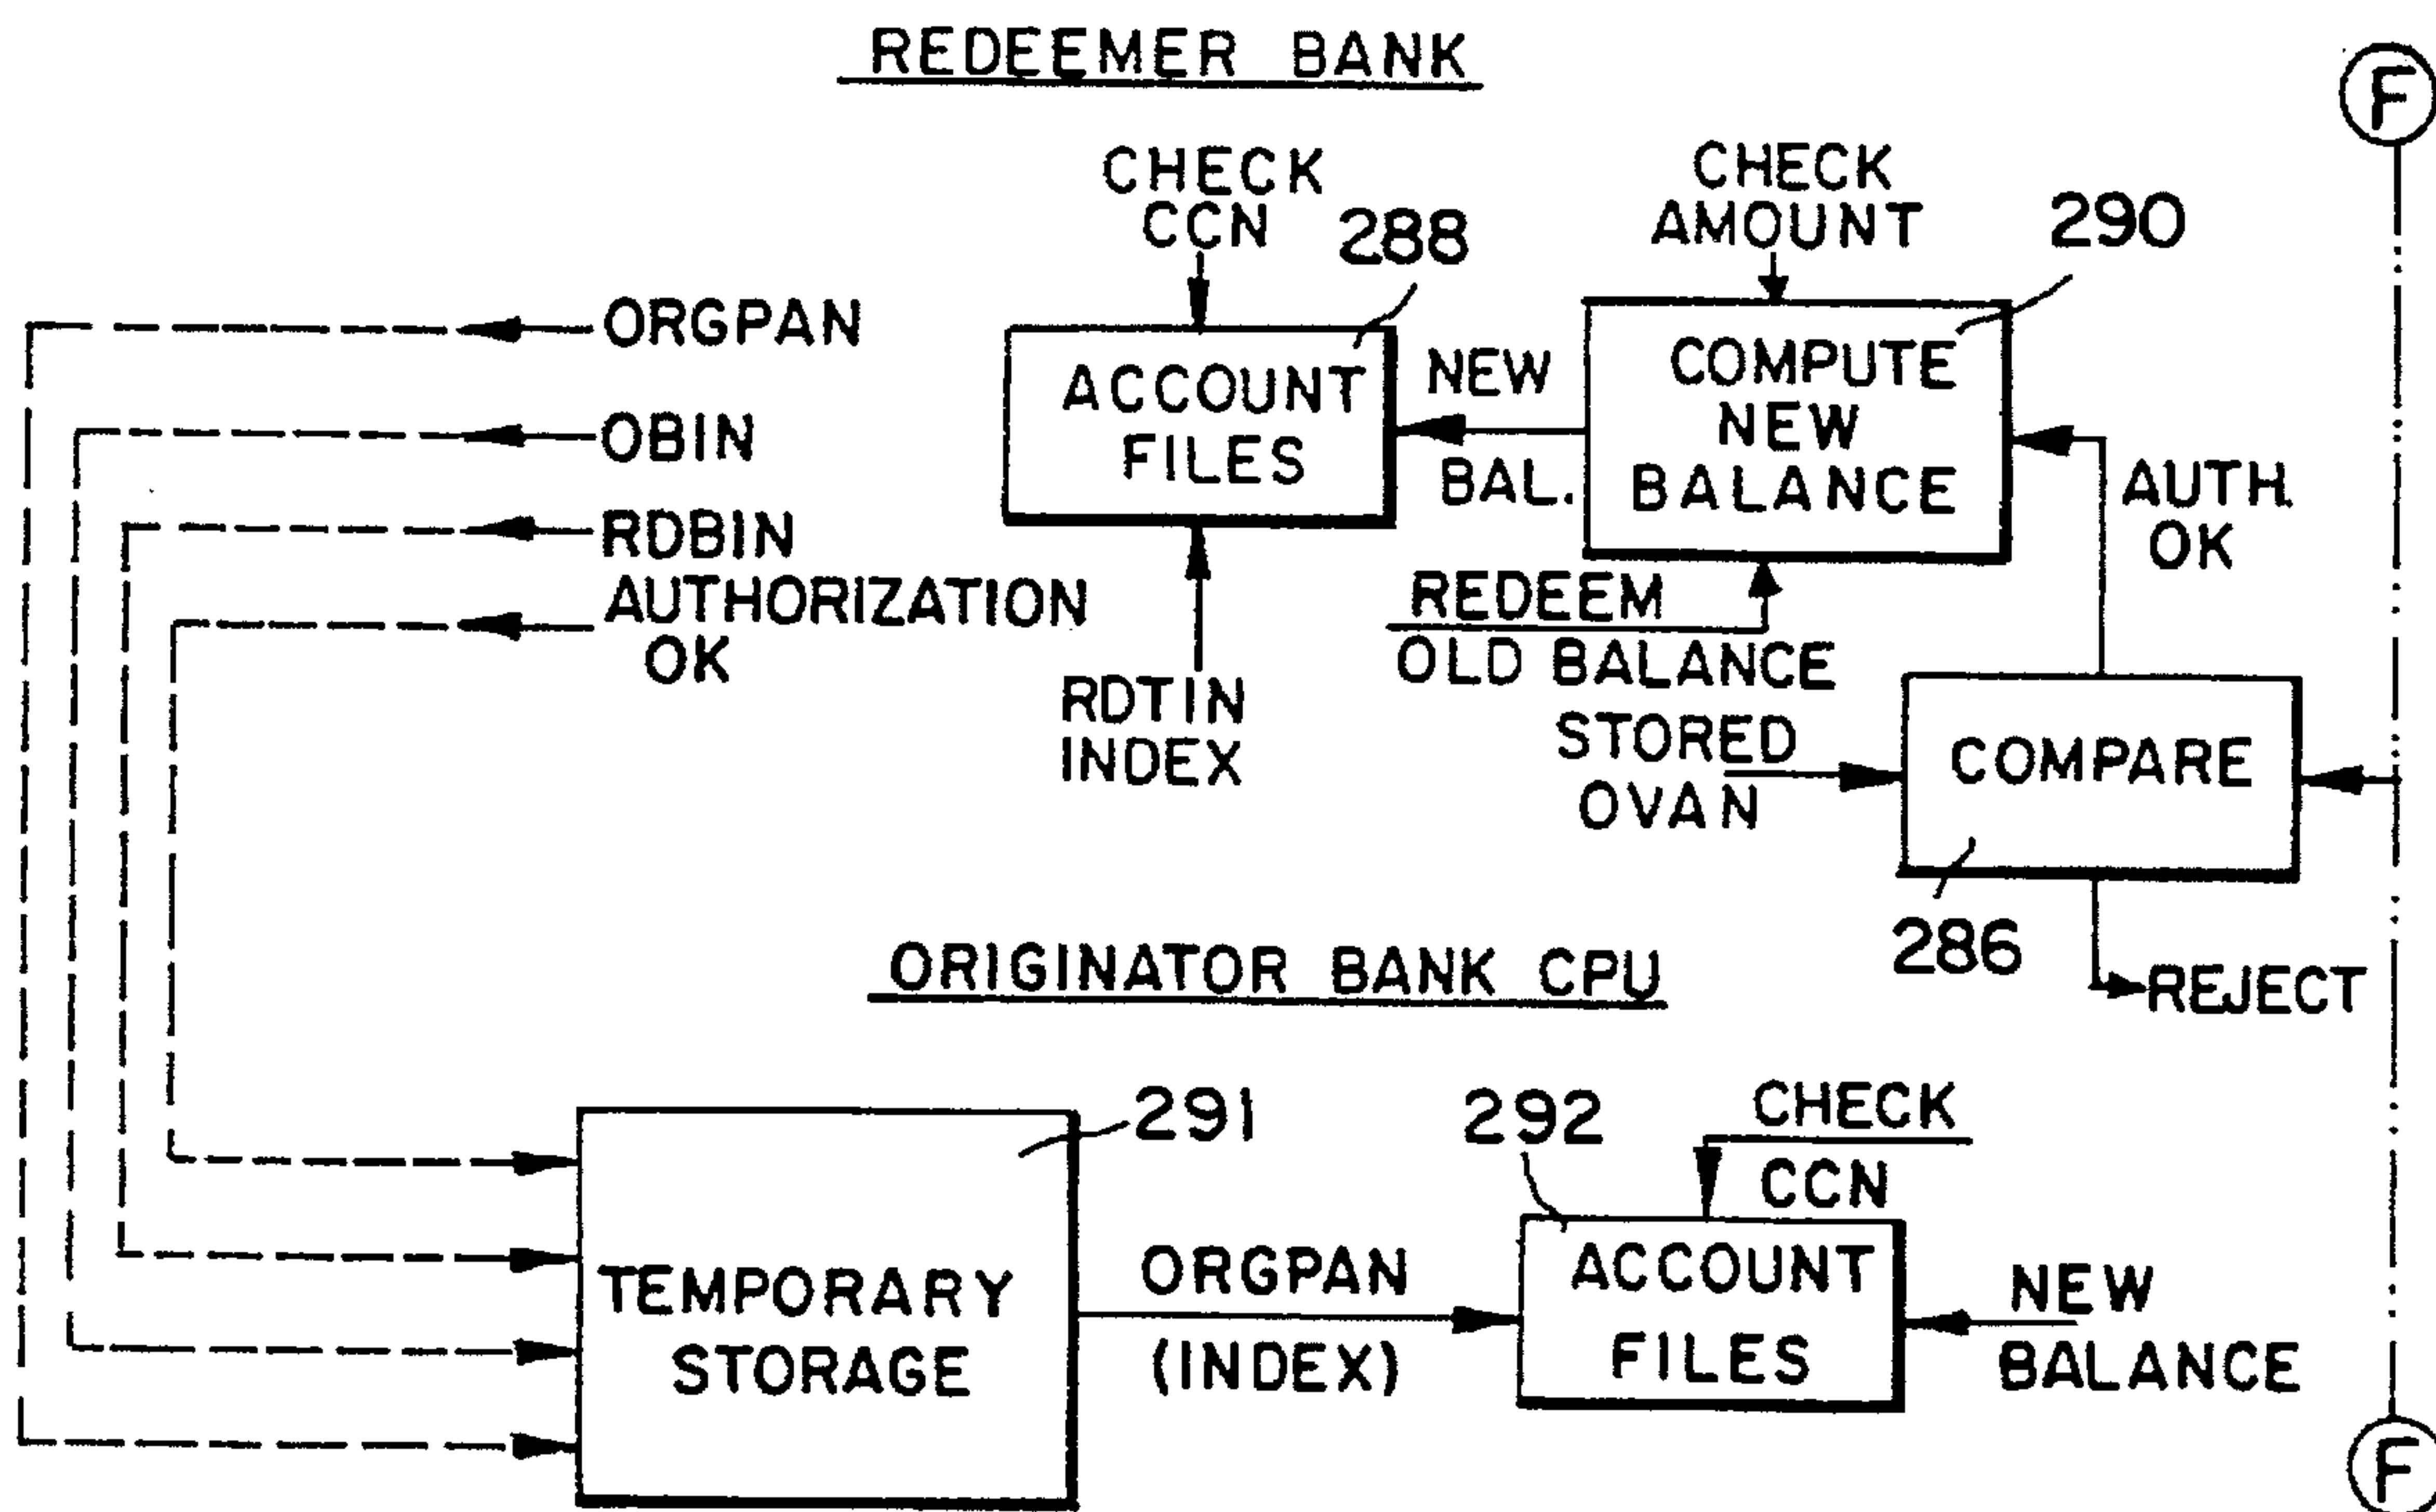 REDEEMER BANK
F
CHECK
CCN
288
CHECK
AMOUNT
290
ORGPAN
OBIN
RDBIN
AUTHORIZATION
OK
ACCOUNT
FILES
NEW
BAL.
COMPUTE
NEW
BALANCE
AUTH.
OK
REDEEM
OLD BALANCE
RDTIN
INDEX
STORED
OVAN
COMPARE
286
REJECT
ORIGINATOR BANK CPU
291
292
CHECK
CCN
TEMPORARY
STORAGE
ORGPAN
(INDEX)
ACCOUNT
FILES
NEW
BALANCE
F